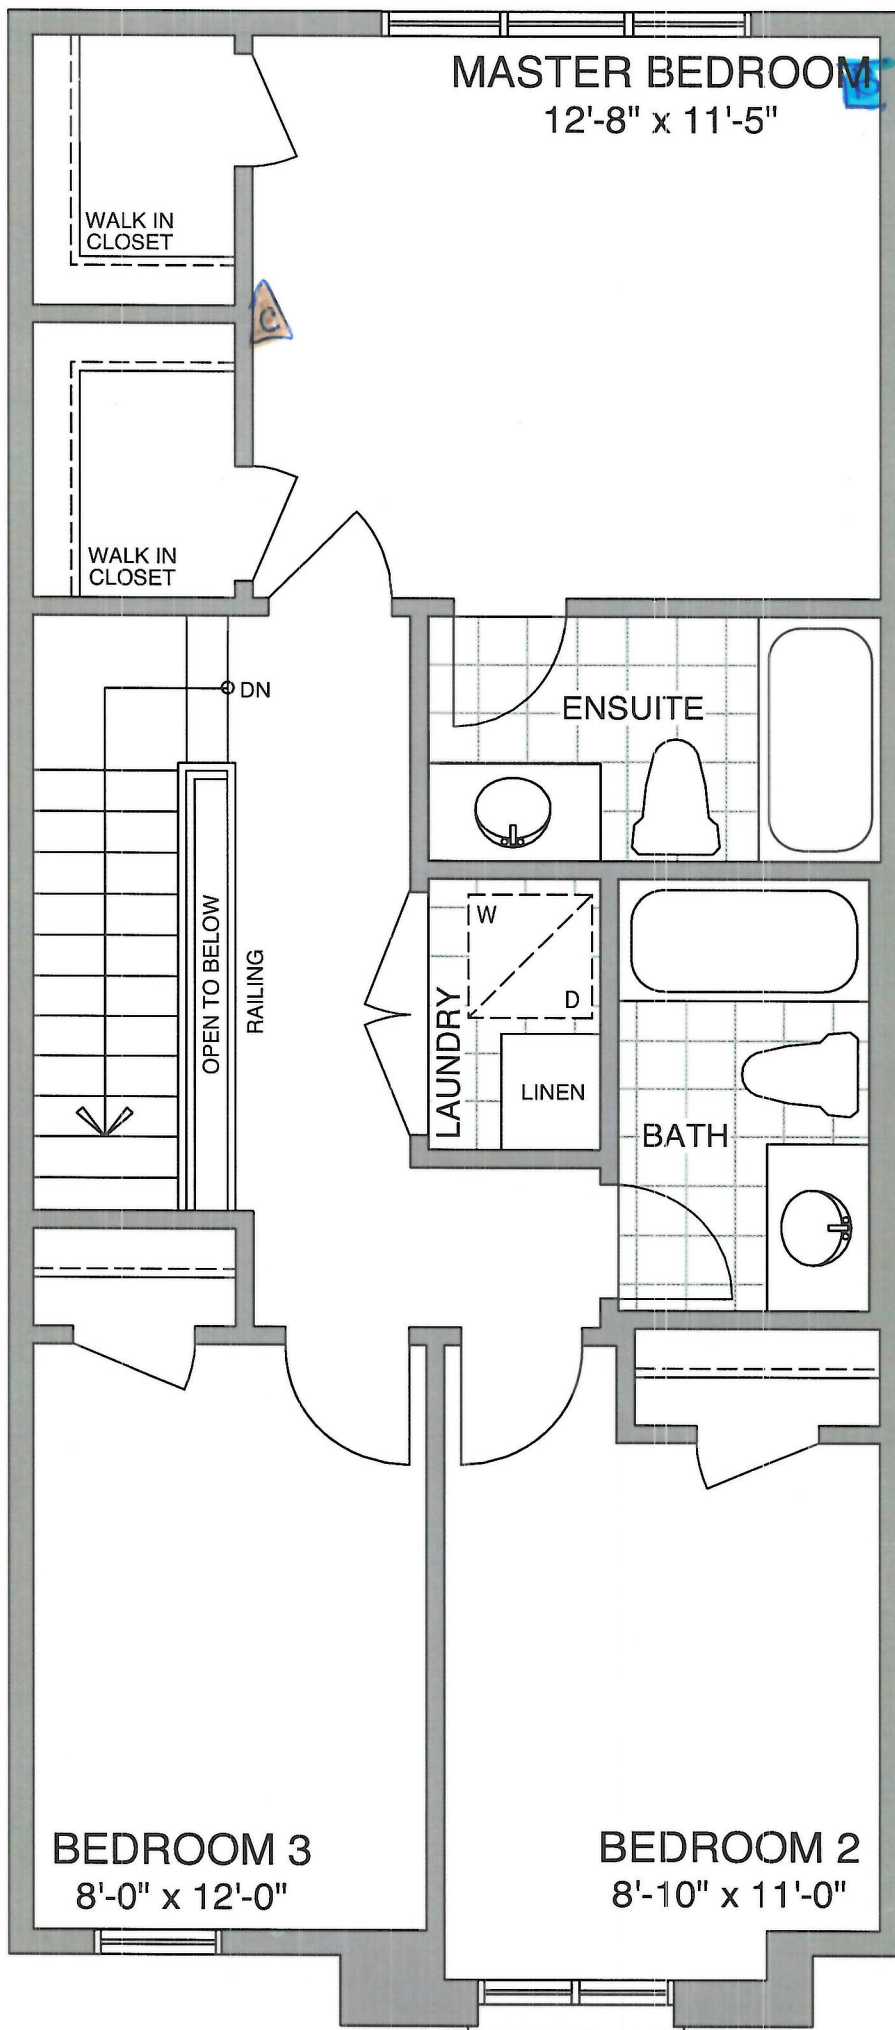 MASTER BEDROOM
12'-8" x 11'-5"
WALK IN
CLOSET
C
WALK IN
CLOSET
DN
ENSUITE
OPEN TO BELOW
RAILING
W
D
LAUNDRY
LINEN
BATH
BEDROOM 3
8'-0" x 12'-0"
BEDROOM 2
8'-10" x 11'-0"